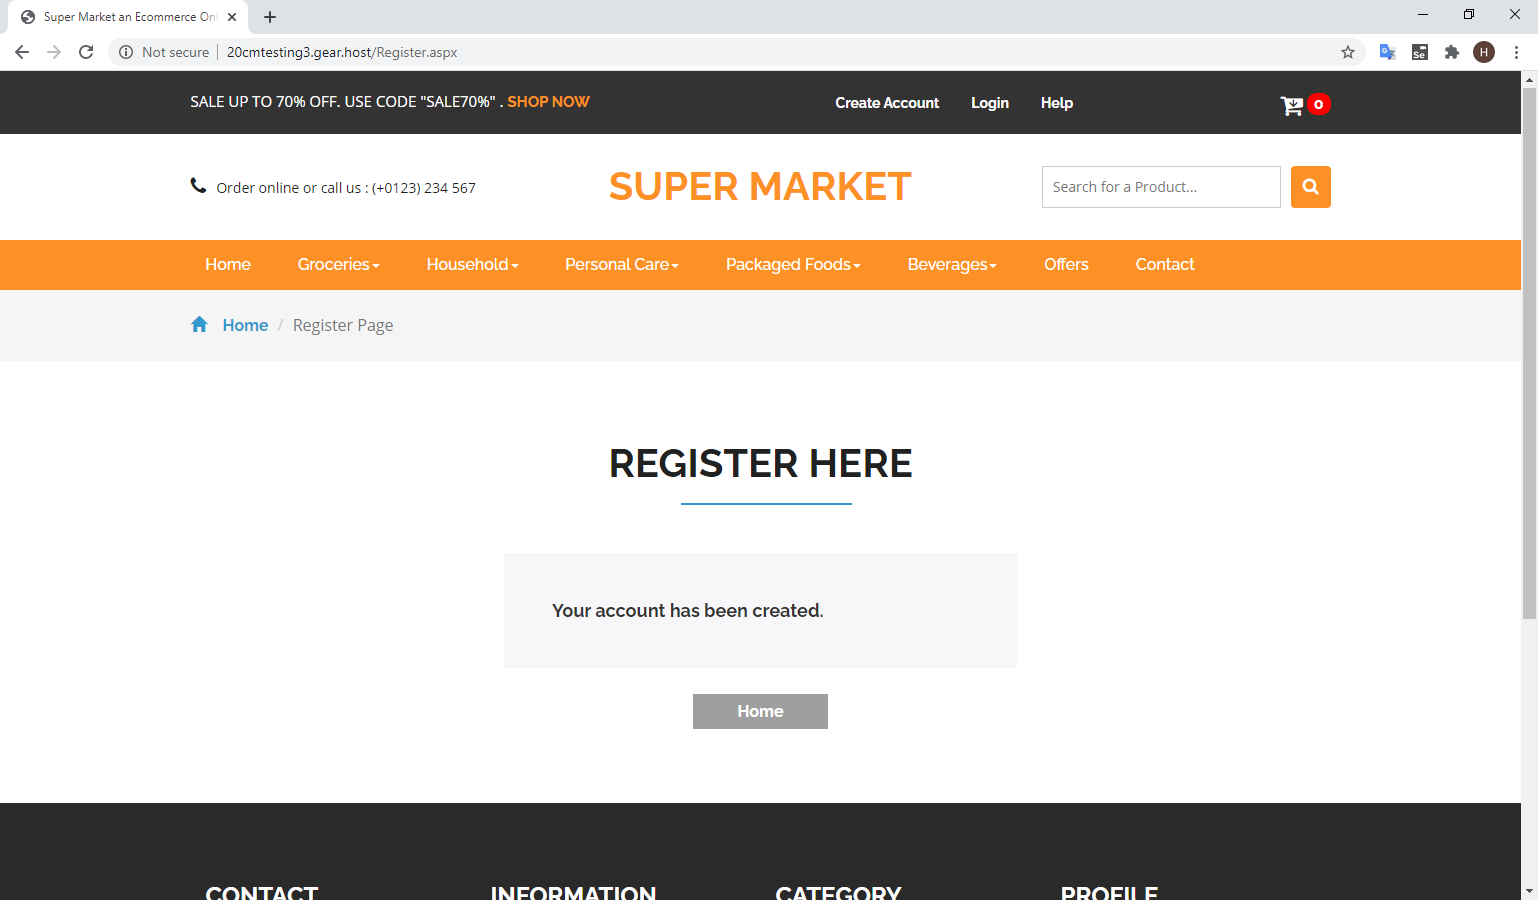 Super Market an Ecommerce Onl
Not secure
20cmtesting3.gear.host/Register.aspx
Se
H
SALE UP TO 70% OFF. USE CODE "SALE70%" . SHOP NOW
Create Account
Login
Help
0
Order online or call us : (+0123) 234 567
SUPER MARKET
Search for a Product...
Home
Groceries
Household
Personal Care
Packaged Foods
Beverages
Offers
Contact
Home / Register Page
REGISTER HERE
Your account has been created.
Home
CONTACT
INFORMATION
CATEGORY
PROFILE